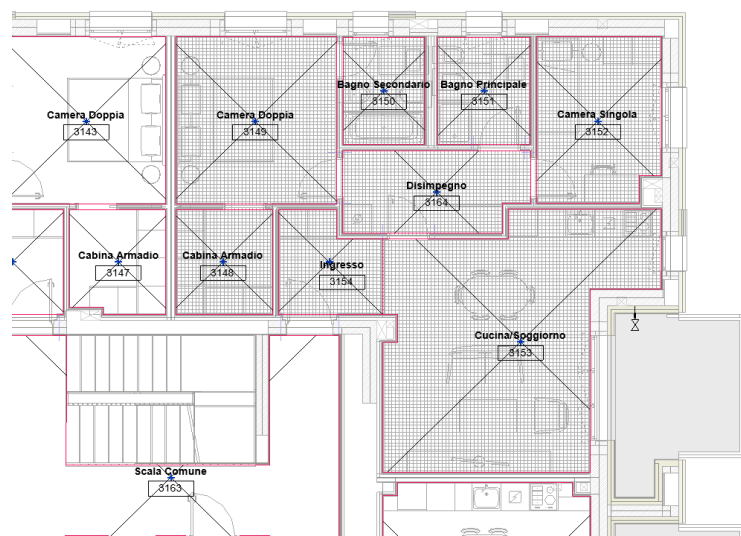 Camera Doppia
3143
Camera Doppia
3149
Bagno Secondario
3150
Bagno Principale
3151
Camera Singola
3152
Disimpegno
3164
Cabina Armadio
3147
Cabina Armadio
3148
Ingresso
3154
Cucina/Soggiorno
3153
Scala Comune
3163